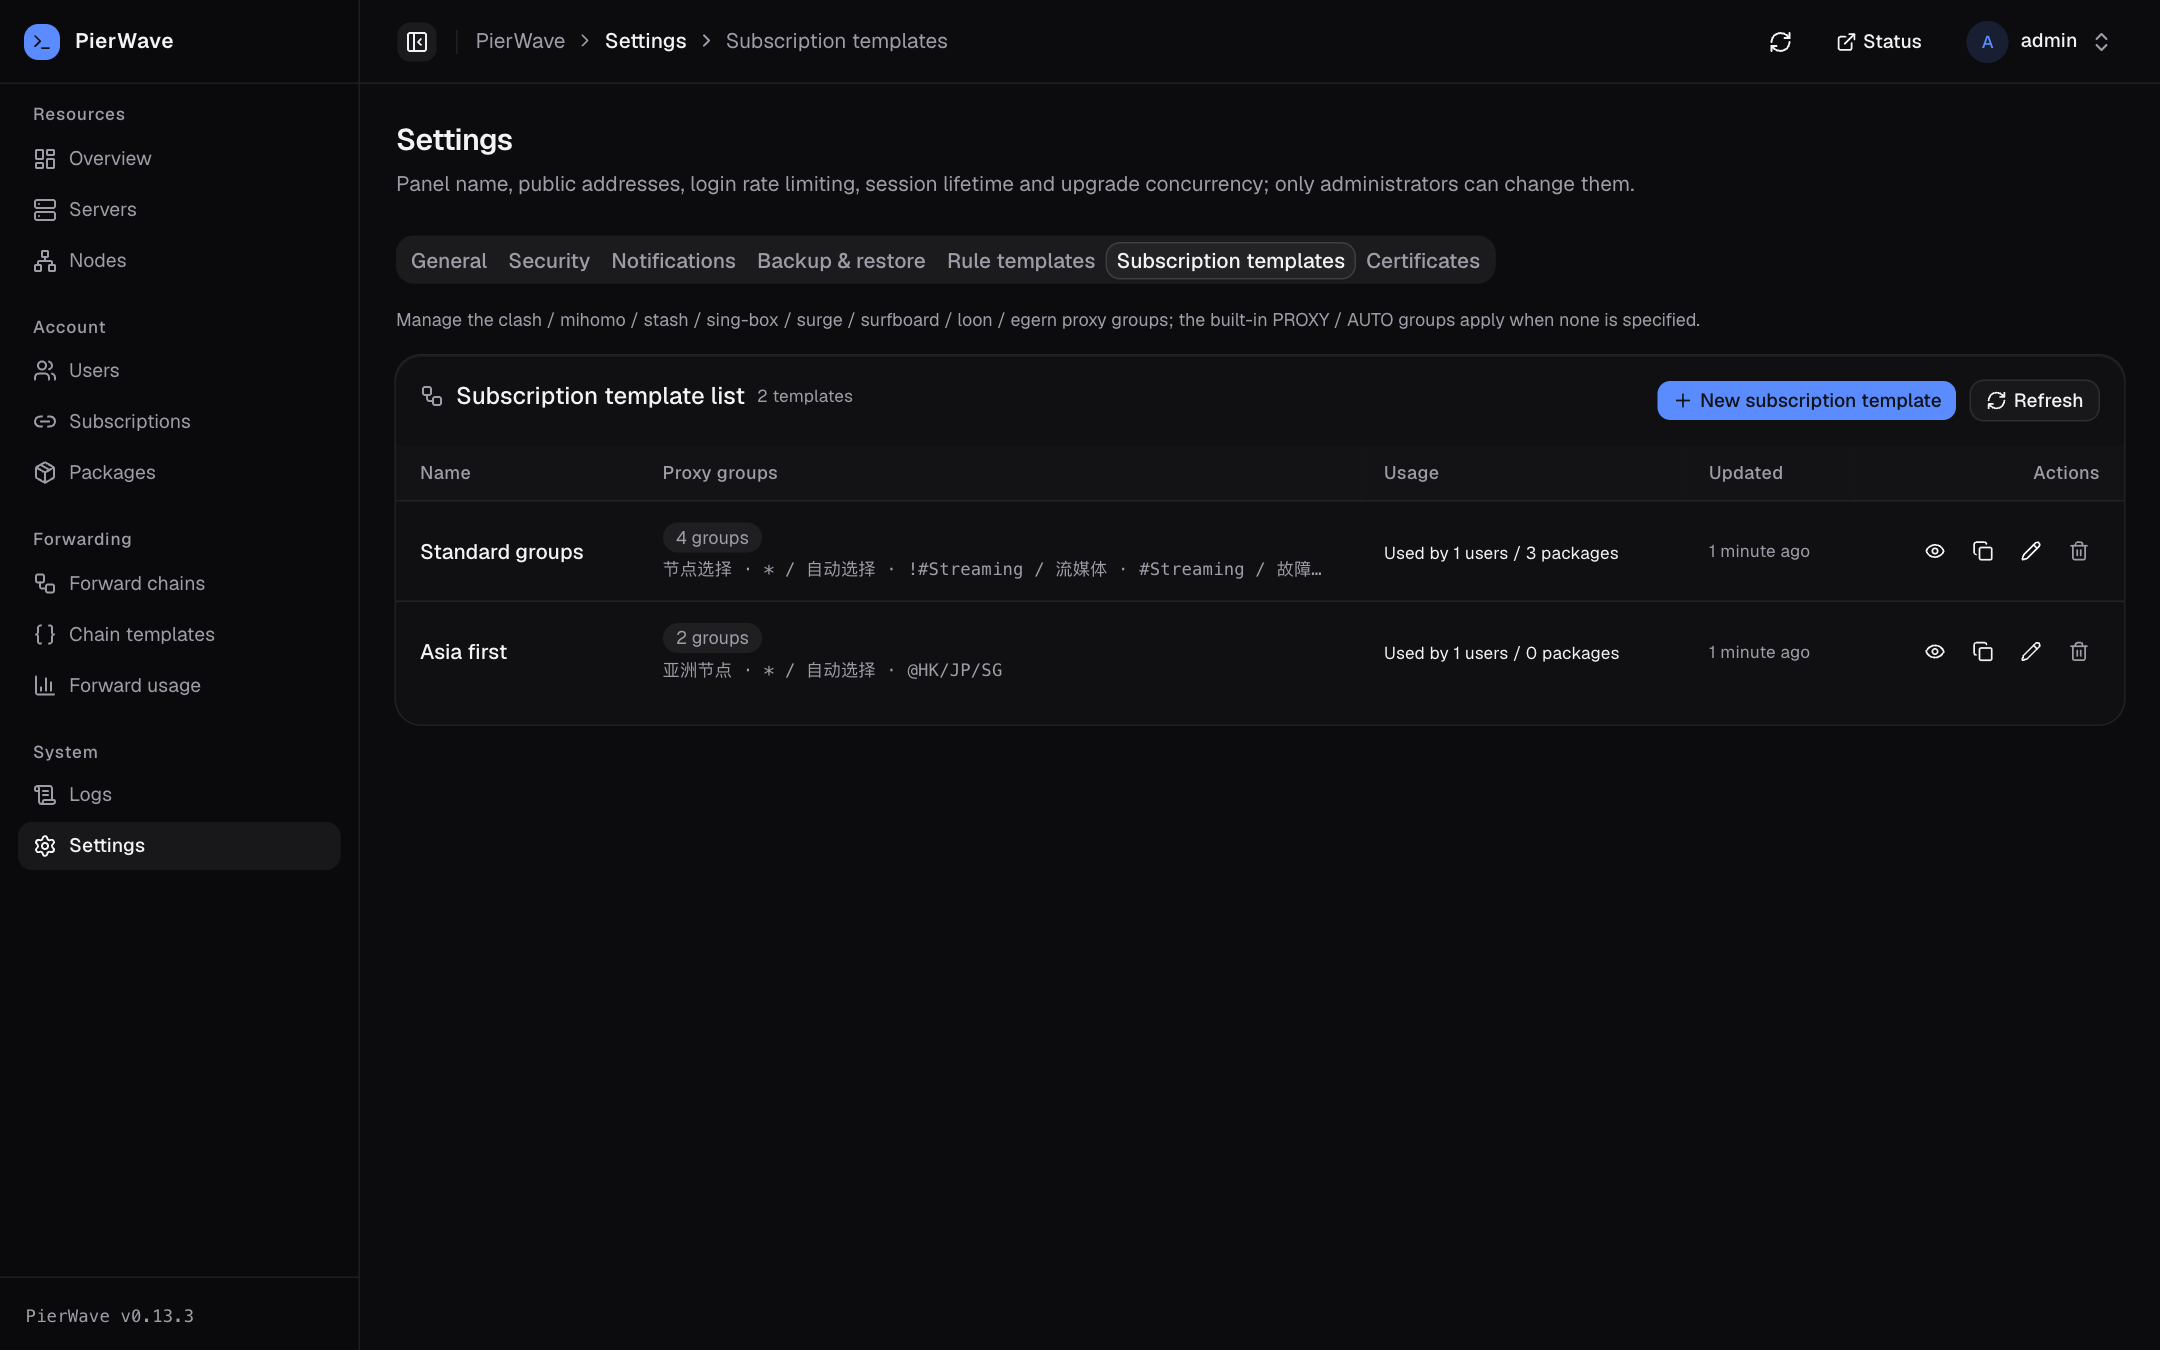 PierWave
PierWave > Settings > Subscription templates
Status
A admin
Resources
Overview
Servers
Nodes
Account
Users
Subscriptions
Packages
Forwarding
Forward chains
Chain templates
Forward usage
System
Logs
Settings
PierWave v0.13.3
Settings
Panel name, public addresses, login rate limiting, session lifetime and upgrade concurrency; only administrators can change them.
General Security Notifications Backup & restore Rule templates Subscription templates Certificates
Manage the clash / mihomo / stash / sing-box / surge / surfboard / loon / egern proxy groups; the built-in PROXY / AUTO groups apply when none is specified.
Subscription template list 2 templates
+ New subscription template Refresh
Name Proxy groups Usage Updated Actions
4 groups
Standard groups Used by 1 users / 3 packages 1 minute ago
节点选择 · * / 自动选择 · !#Streaming / 流媒体 · #Streaming / 故障…
2 groups
Asia first Used by 1 users / 0 packages 1 minute ago
亚洲节点 · * / 自动选择 · @HK/JP/SG